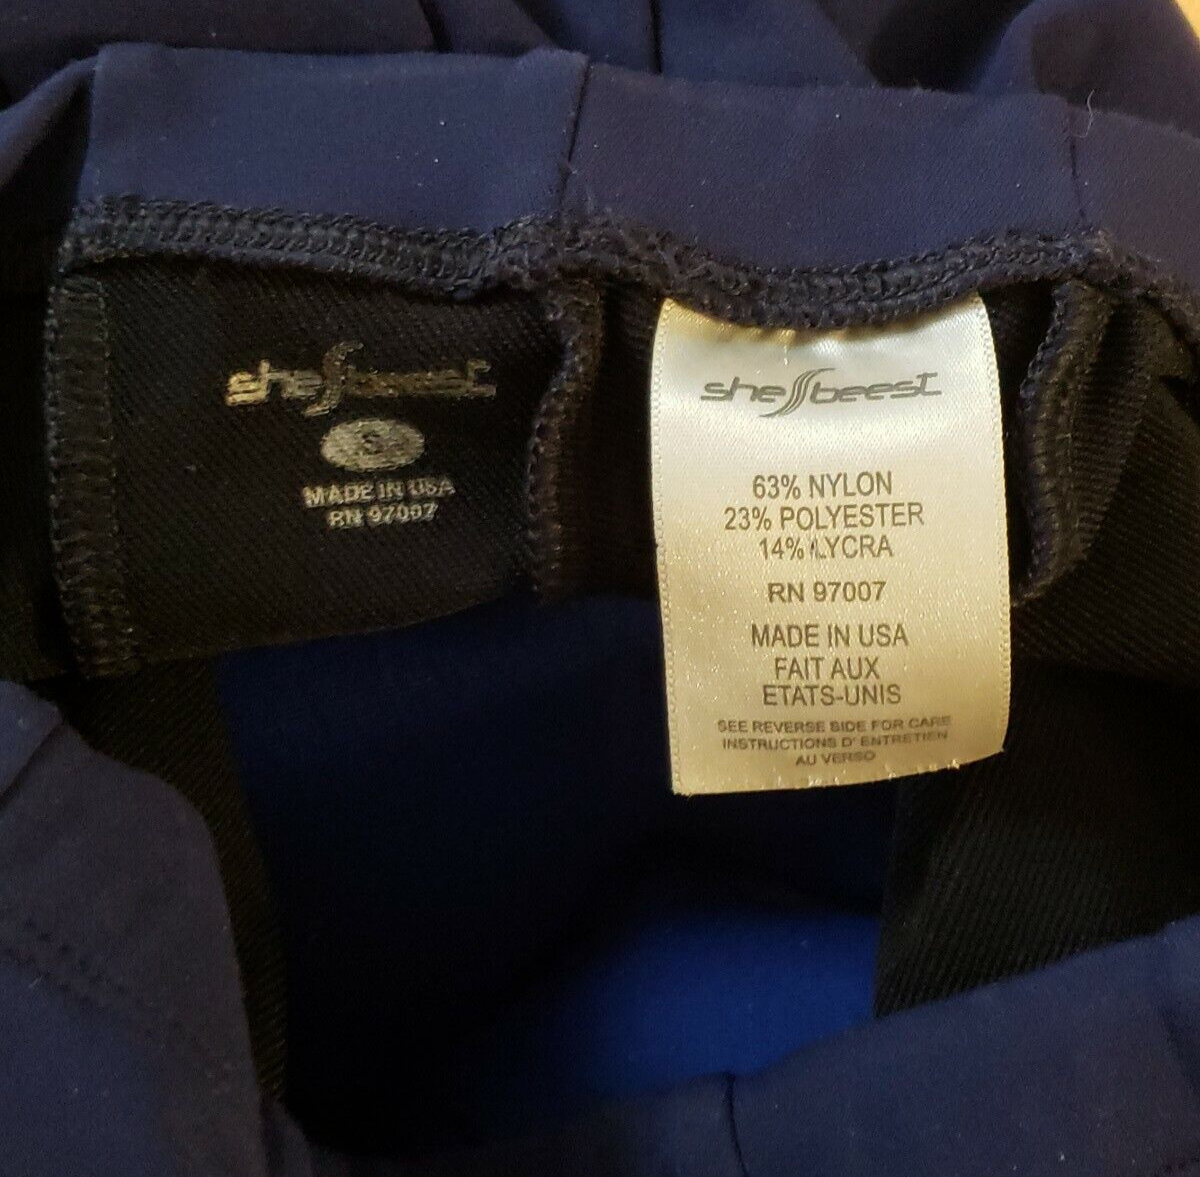 shebeest
S
MADE IN USA
RN 97007
shebeest
63% NYLON
23% POLYESTER
14% LYCRA
RN 97007
MADE IN USA
FAIT AUX
ETATS-UNIS
SEE REVERSE SIDE FOR CARE
INSTRUCTIONS D' ENTRETIEN
AU VERSO